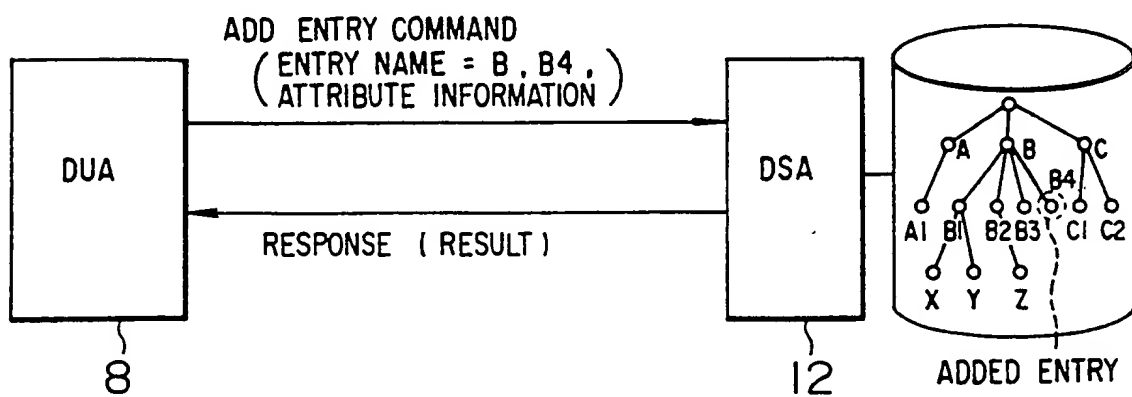 ADD ENTRY COMMAND
( ENTRY NAME = B, B4,
ATTRIBUTE INFORMATION )
DUA
DSA
RESPONSE (RESULT)
A B C
B4
A1 B1 B2 B3 C1 C2
X Y Z
8
12
ADDED ENTRY